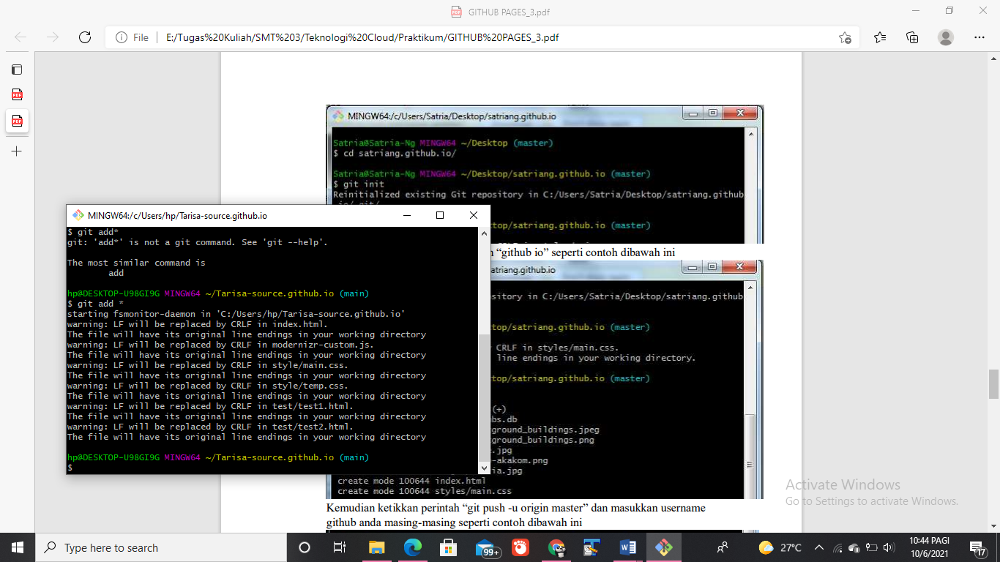 GITHUB PAGES_3.pdf
File
E:/Tugas%20Kuliah/SMT%203/Teknologi%20Cloud/Praktikum/GITHUB%20PAGES_3.pdf
MINGW64:/c/Users/Satria/Desktop/satriang.github.io
Satria@Satria-Ng MINGW64 ~/Desktop (master)
$ cd satriang.github.io/
Satria@Satria-Ng MINGW64 ~/Desktop/satriang.github.io (master)
$ git init
Reinitialized existing Git repository in C:/Users/Satria/Desktop/satriang.github
top/satriang.github.io (master)
“github io” seperti contoh dibawah ini
atriang.github.io
ository in C:/Users/Satria/Desktop/satriang.github
top/satriang.github.io (master)
CRLF in styles/main.css.
line endings in your working directory.
top/satriang.github.io (master)
(+)
bs.db
ground_buildings.jpeg
ground_buildings.png
.jpg
-akakom.png
ia.jpg
create mode 100644 index.html
create mode 100644 styles/main.css
Kemudian ketikkan perintah “git push -u origin master” dan masukkan username
github anda masing-masing seperti contoh dibawah ini
MINGW64:/c/Users/hp/Tarisa-source.github.io
$ git add*
git: 'add*' is not a git command. See 'git --help'.
The most similar command is
add
hp@DESKTOP-U98GI9G MINGW64 ~/Tarisa-source.github.io (main)
$ git add *
starting fsmonitor-daemon in 'C:/Users/hp/Tarisa-source.github.io'
warning: LF will be replaced by CRLF in index.html.
The file will have its original line endings in your working directory
warning: LF will be replaced by CRLF in modernizr-custom.js.
The file will have its original line endings in your working directory
warning: LF will be replaced by CRLF in style/main.css.
The file will have its original line endings in your working directory
warning: LF will be replaced by CRLF in style/temp.css.
The file will have its original line endings in your working directory
warning: LF will be replaced by CRLF in test/test1.html.
The file will have its original line endings in your working directory
warning: LF will be replaced by CRLF in test/test2.html.
The file will have its original line endings in your working directory
hp@DESKTOP-U98GI9G MINGW64 ~/Tarisa-source.github.io (main)
$
Activate Windows
Go to Settings to activate Windows.
Type here to search
99+
27°C
10:44 PAGI
10/6/2021
17